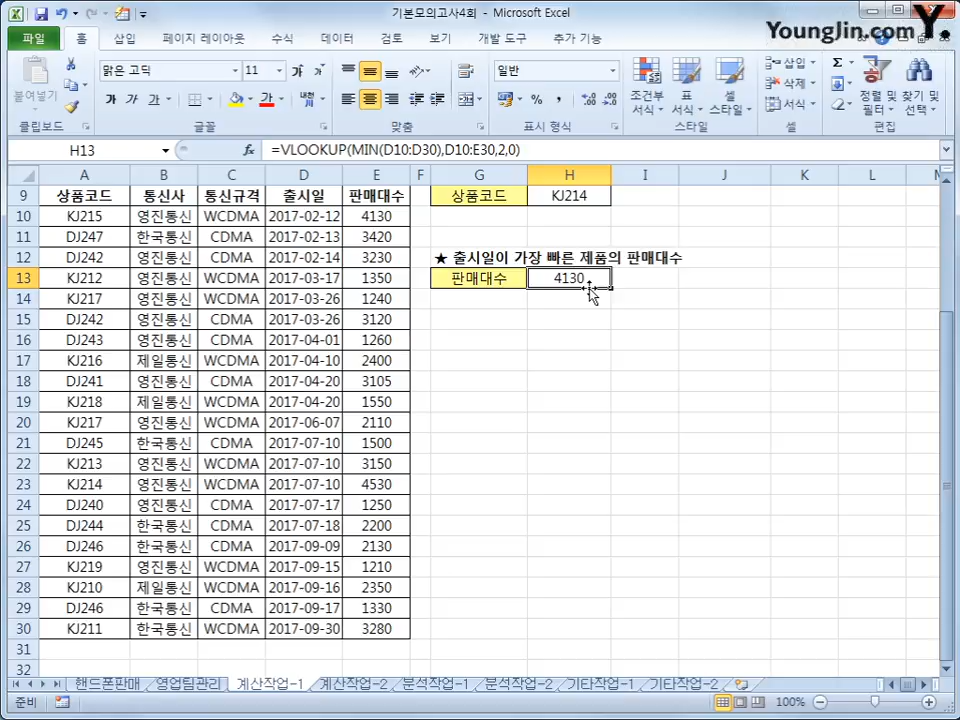 기본모의고사4회 - Microsoft Excel
YoungJin.com Y.
파일 홈 삽입 페이지 레이아웃 수식 데이터 검토 보기 개발 도구 추가 기능
맑은 고딕 11 가 가 일반 삽입 Σ
붙여넣기 가 가 가 가 내천 % , 조건부 서식 표 서식 셀 스타일 삭제 서식 정렬 및 필터 찾기 및 선택
클립보드 글꼴 맞춤 표시 형식 스타일 셀 편집
H13 fx =VLOOKUP(MIN(D10:D30),D10:E30,2,0)
A B C D E F G H I J K L M
9 상품코드 통신사 통신규격 출시일 판매대수 상품코드 KJ214
10 KJ215 영진통신 WCDMA 2017-02-12 4130
11 DJ247 한국통신 CDMA 2017-02-13 3420
12 DJ242 영진통신 CDMA 2017-02-14 3230 ★ 출시일이 가장 빠른 제품의 판매대수
13 KJ212 영진통신 WCDMA 2017-03-17 1350 판매대수 4130
14 KJ217 영진통신 WCDMA 2017-03-26 1240
15 DJ242 영진통신 CDMA 2017-03-26 3120
16 DJ243 영진통신 CDMA 2017-04-01 1260
17 KJ216 제일통신 WCDMA 2017-04-10 2400
18 DJ241 영진통신 CDMA 2017-04-20 3105
19 KJ218 제일통신 WCDMA 2017-04-20 1550
20 KJ217 영진통신 WCDMA 2017-06-07 2110
21 DJ245 한국통신 CDMA 2017-07-10 1500
22 KJ213 영진통신 WCDMA 2017-07-10 3150
23 KJ214 영진통신 WCDMA 2017-07-10 4530
24 DJ240 영진통신 CDMA 2017-07-17 1250
25 DJ244 한국통신 CDMA 2017-07-18 2200
26 DJ246 한국통신 CDMA 2017-09-09 2130
27 KJ219 영진통신 WCDMA 2017-09-15 1210
28 KJ210 제일통신 WCDMA 2017-09-16 2350
29 DJ246 한국통신 CDMA 2017-09-17 1330
30 KJ211 한국통신 WCDMA 2017-09-30 3280
31
32
핸드폰판매 영업팀관리 계산작업-1 계산작업-2 분석작업-1 분석작업-2 기타작업-1 기타작업-2
준비 100%